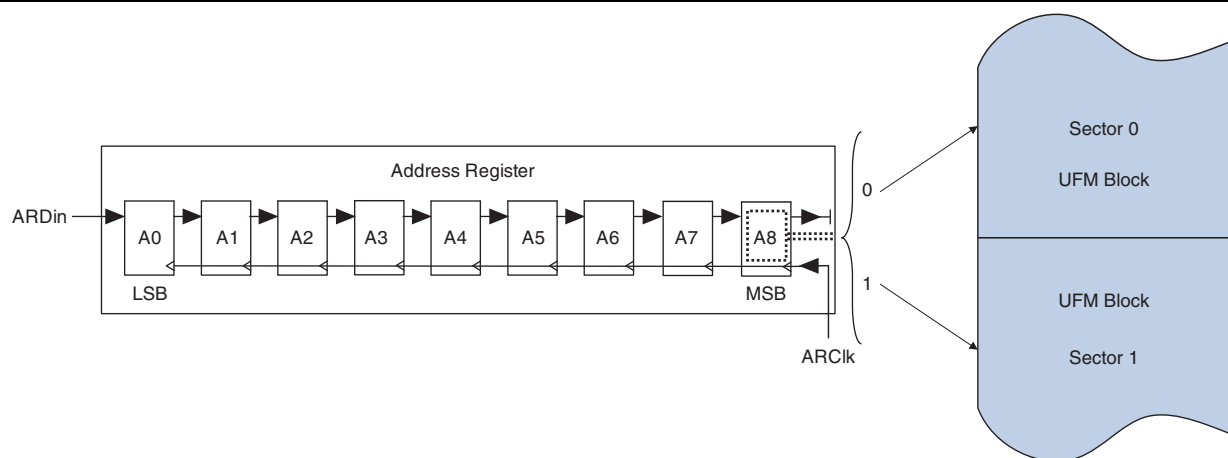 Address Register
ARDin
A0 A1 A2 A3 A4 A5 A6 A7 A8
LSB MSB
ARClk
0
1
Sector 0
UFM Block
UFM Block
Sector 1